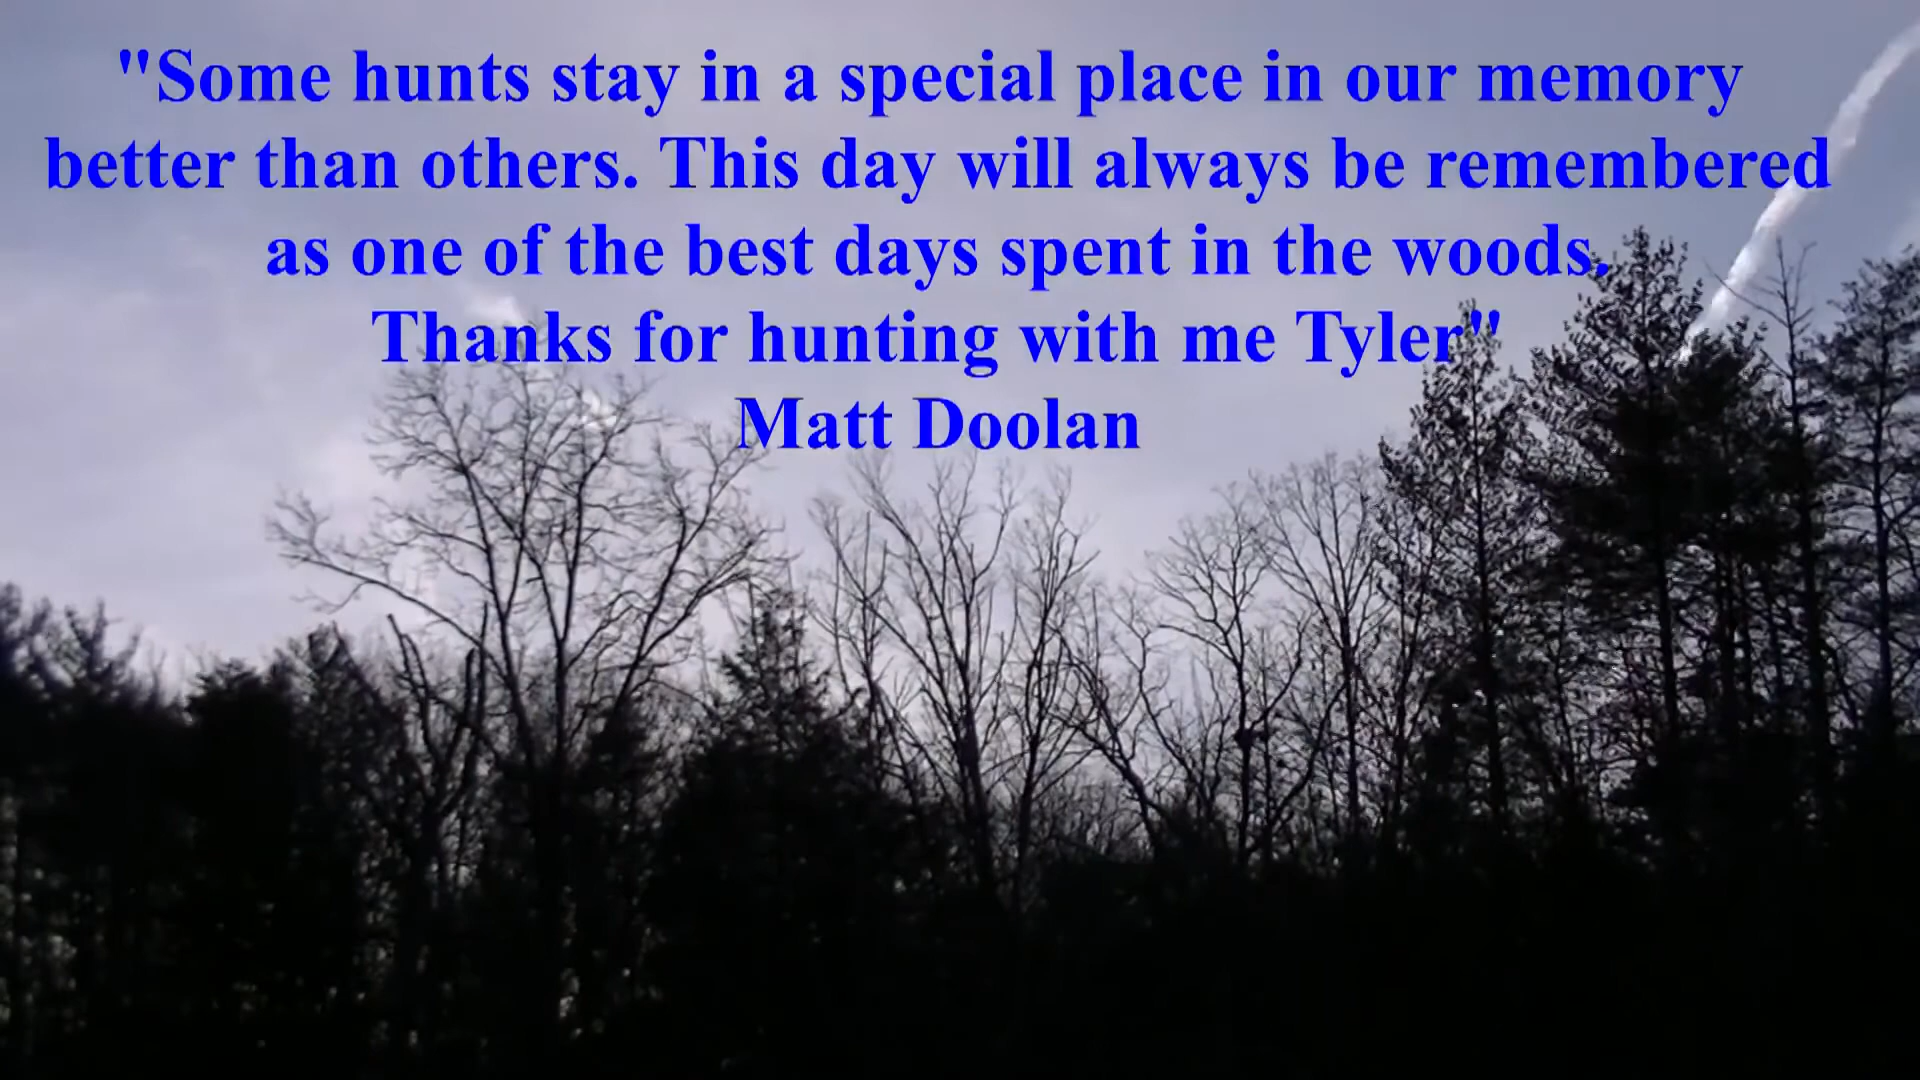 "Some hunts stay in a special place in our memory
better than others. This day will always be remembered
as one of the best days spent in the woods.
Thanks for hunting with me Tyler"
Matt Doolan